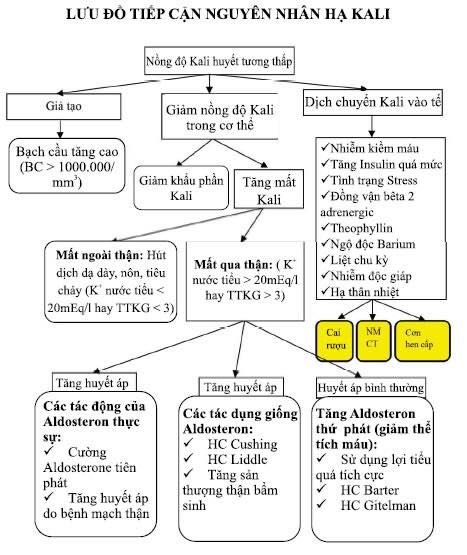 LƯU ĐỒ TIẾP CẬN NGUYÊN NHÂN HẠ KALI
Nồng độ Kali huyết tương thấp
Giả tạo
Bạch cầu tăng cao
(BC > 1000.000/
mm³)
Giảm nồng độ Kali
trong cơ thể
Giảm khẩu phần
Kali
Tăng mất
Kali
Dịch chuyển Kali vào tế
✓Nhiễm kiềm máu
✓Tăng Insulin quá mức
✓Tình trạng Stress
✓Đồng vận bêta 2
adrenergic
✓Theophyllin
✓Ngộ độc Barium
✓Liệt chu kỳ
✓Nhiễm độc giáp
✓Hạ thân nhiệt
Mất ngoài thận: Hút
dịch dạ dày, nôn, tiêu
chảy (K⁺ nước tiểu <
20mEq/l hay TTKG < 3)
Mất qua thận: ( K⁺
nước tiểu > 20mEq/l
hay TTKG > 3)
Cai
rượu
NM
CT
Cơn
hen cấp
Tăng huyết áp
Các tác động của
Aldosteron thực
sự:
✓ Cường
Aldosterone tiên
phát
✓ Tăng huyết áp
do bệnh mạch thận
Tăng huyết áp
Các tác dụng giống
Aldosteron:
✓ HC Cushing
✓ HC Liddle
✓ Tăng sản
thượng thận bẩm
sinh
Huyết áp bình thường
Tăng Aldosteron
thứ phát (giảm thể
tích máu):
✓ Sử dụng lợi tiểu
quá tích cực
✓ HC Barter
✓ HC Gitelman